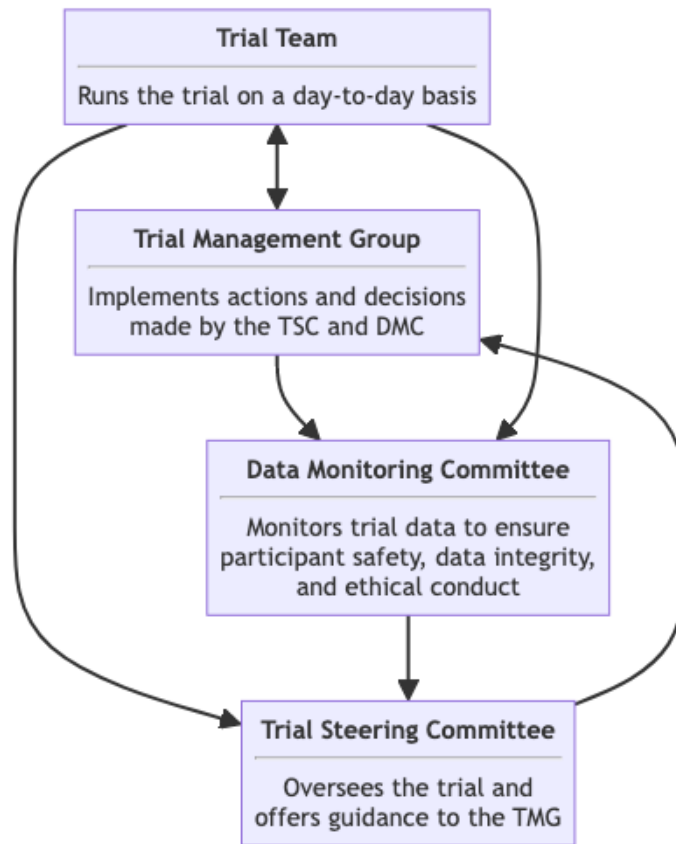 Trial Team
Runs the trial on a day-to-day basis
Trial Management Group
Implements actions and decisions
made by the TSC and DMC
Data Monitoring Committee
Monitors trial data to ensure
participant safety, data integrity,
and ethical conduct
Trial Steering Committee
Oversees the trial and
offers guidance to the TMG